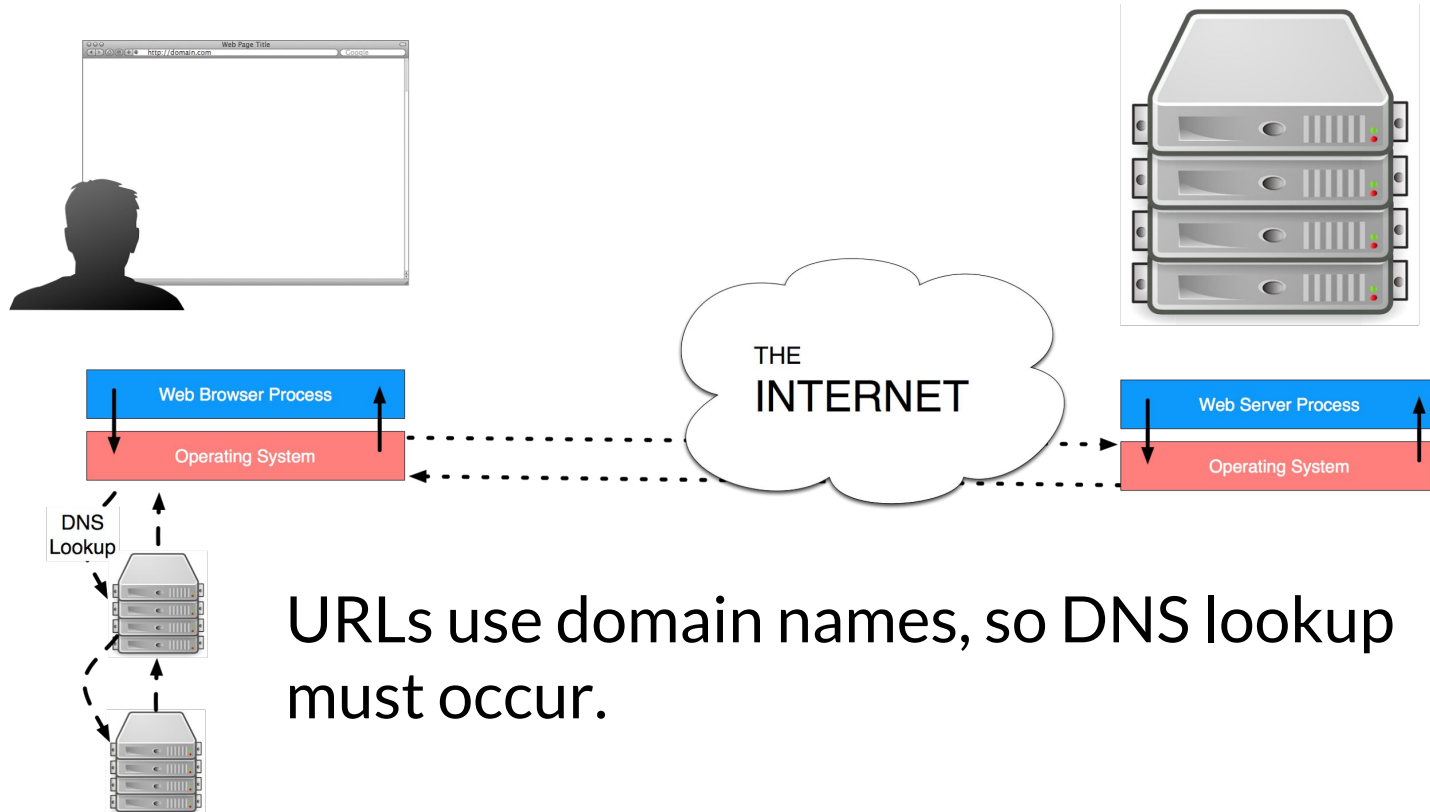 Web Page Title
http://domain.com
Google
THE
INTERNET
Web Browser Process
Operating System
Web Server Process
Operating System
DNS
Lookup
URLs use domain names, so DNS lookup
must occur.